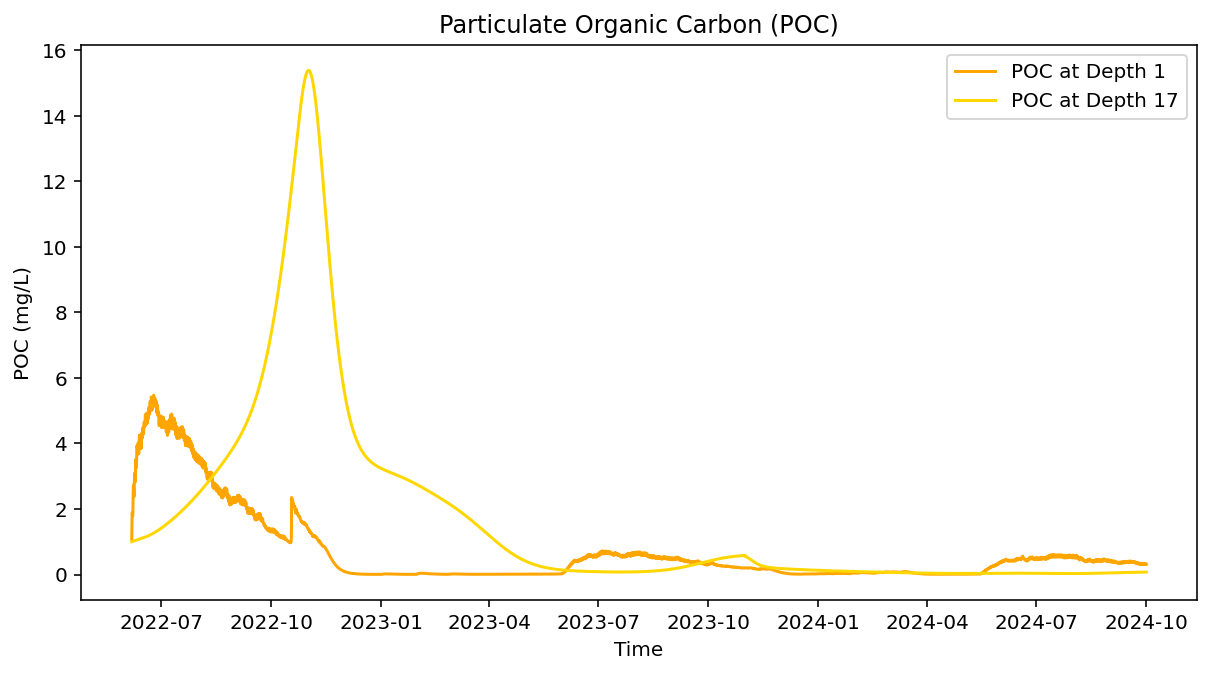 Particulate Organic Carbon (POC)
POC at Depth 1
POC at Depth 17
POC (mg/L)
16
14
12
10
8
6
4
2
0
2022-07 2022-10 2023-01 2023-04 2023-07 2023-10 2024-01 2024-04 2024-07 2024-10
Time